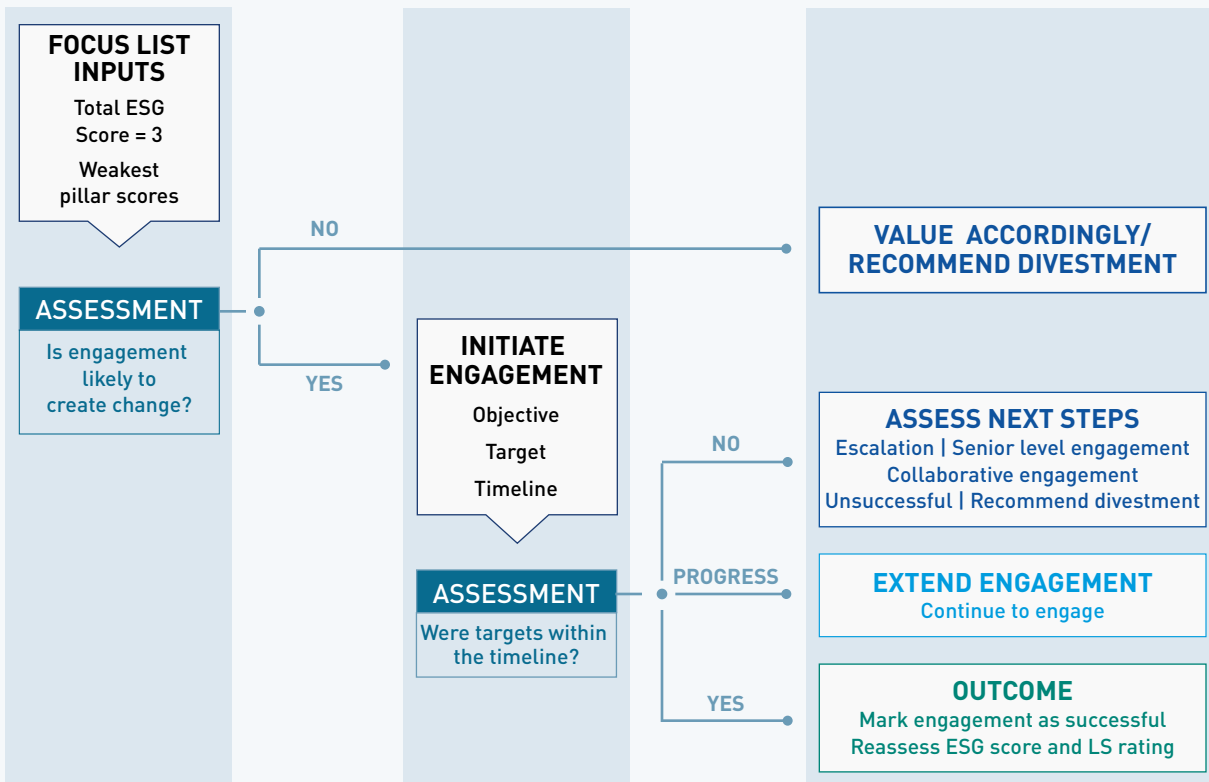 FOCUS LIST
INPUTS
Total ESG
Score = 3
Weakest
pillar scores
ASSESSMENT
Is engagement
likely to
create change?
NO
YES
VALUE ACCORDINGLY/
RECOMMEND DIVESTMENT
INITIATE
ENGAGEMENT
Objective
Target
Timeline
ASSESSMENT
Were targets within
the timeline?
NO
PROGRESS
YES
ASSESS NEXT STEPS
Escalation | Senior level engagement
Collaborative engagement
Unsuccessful | Recommend divestment
EXTEND ENGAGEMENT
Continue to engage
OUTCOME
Mark engagement as successful
Reassess ESG score and LS rating